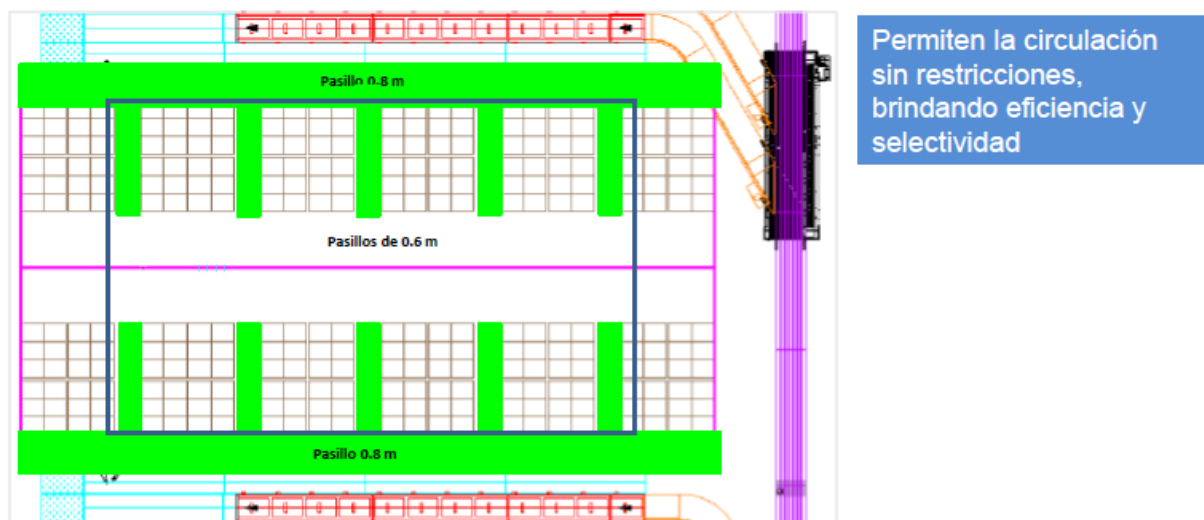 Pasillo 0.8 m
Permiten la circulación
sin restricciones,
brindando eficiencia y
selectividad
Pasillos de 0.6 m
Pasillo 0.8 m